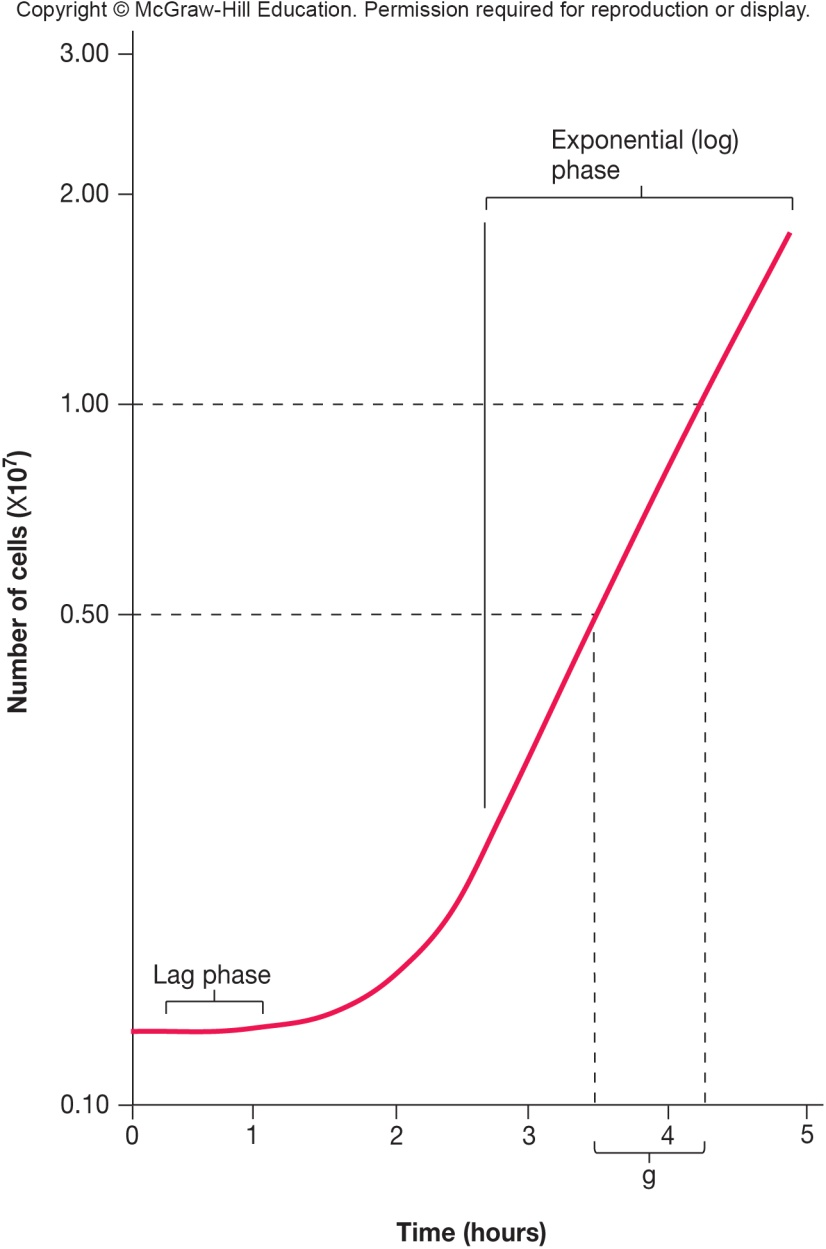 Copyright © McGraw-Hill Education. Permission required for reproduction or display.
3.00
Exponential (log)
phase
2.00
1.00
Number of cells (X10⁷)
0.50
Lag phase
0.10
0 1 2 3 4 5
g
Time (hours)